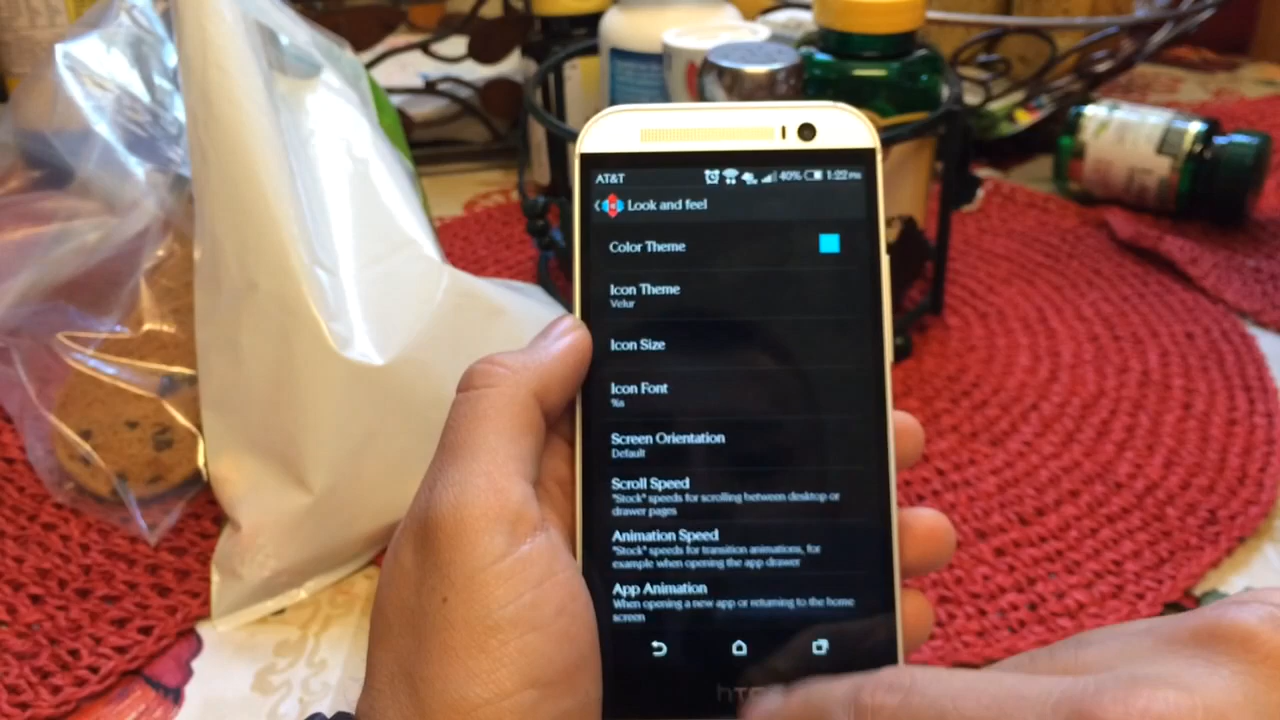 AT&T 40% 1:22 PM
Look and feel
Color Theme
Icon Theme
Velur
Icon Size
Icon Font
%s
Screen Orientation
Default
Scroll Speed
"Stock" speeds for scrolling between desktop or
drawer pages
Animation Speed
"Stock" speeds for transition animations, for
example when opening the app drawer
App Animation
When opening a new app or returning to the home
screen
hTC